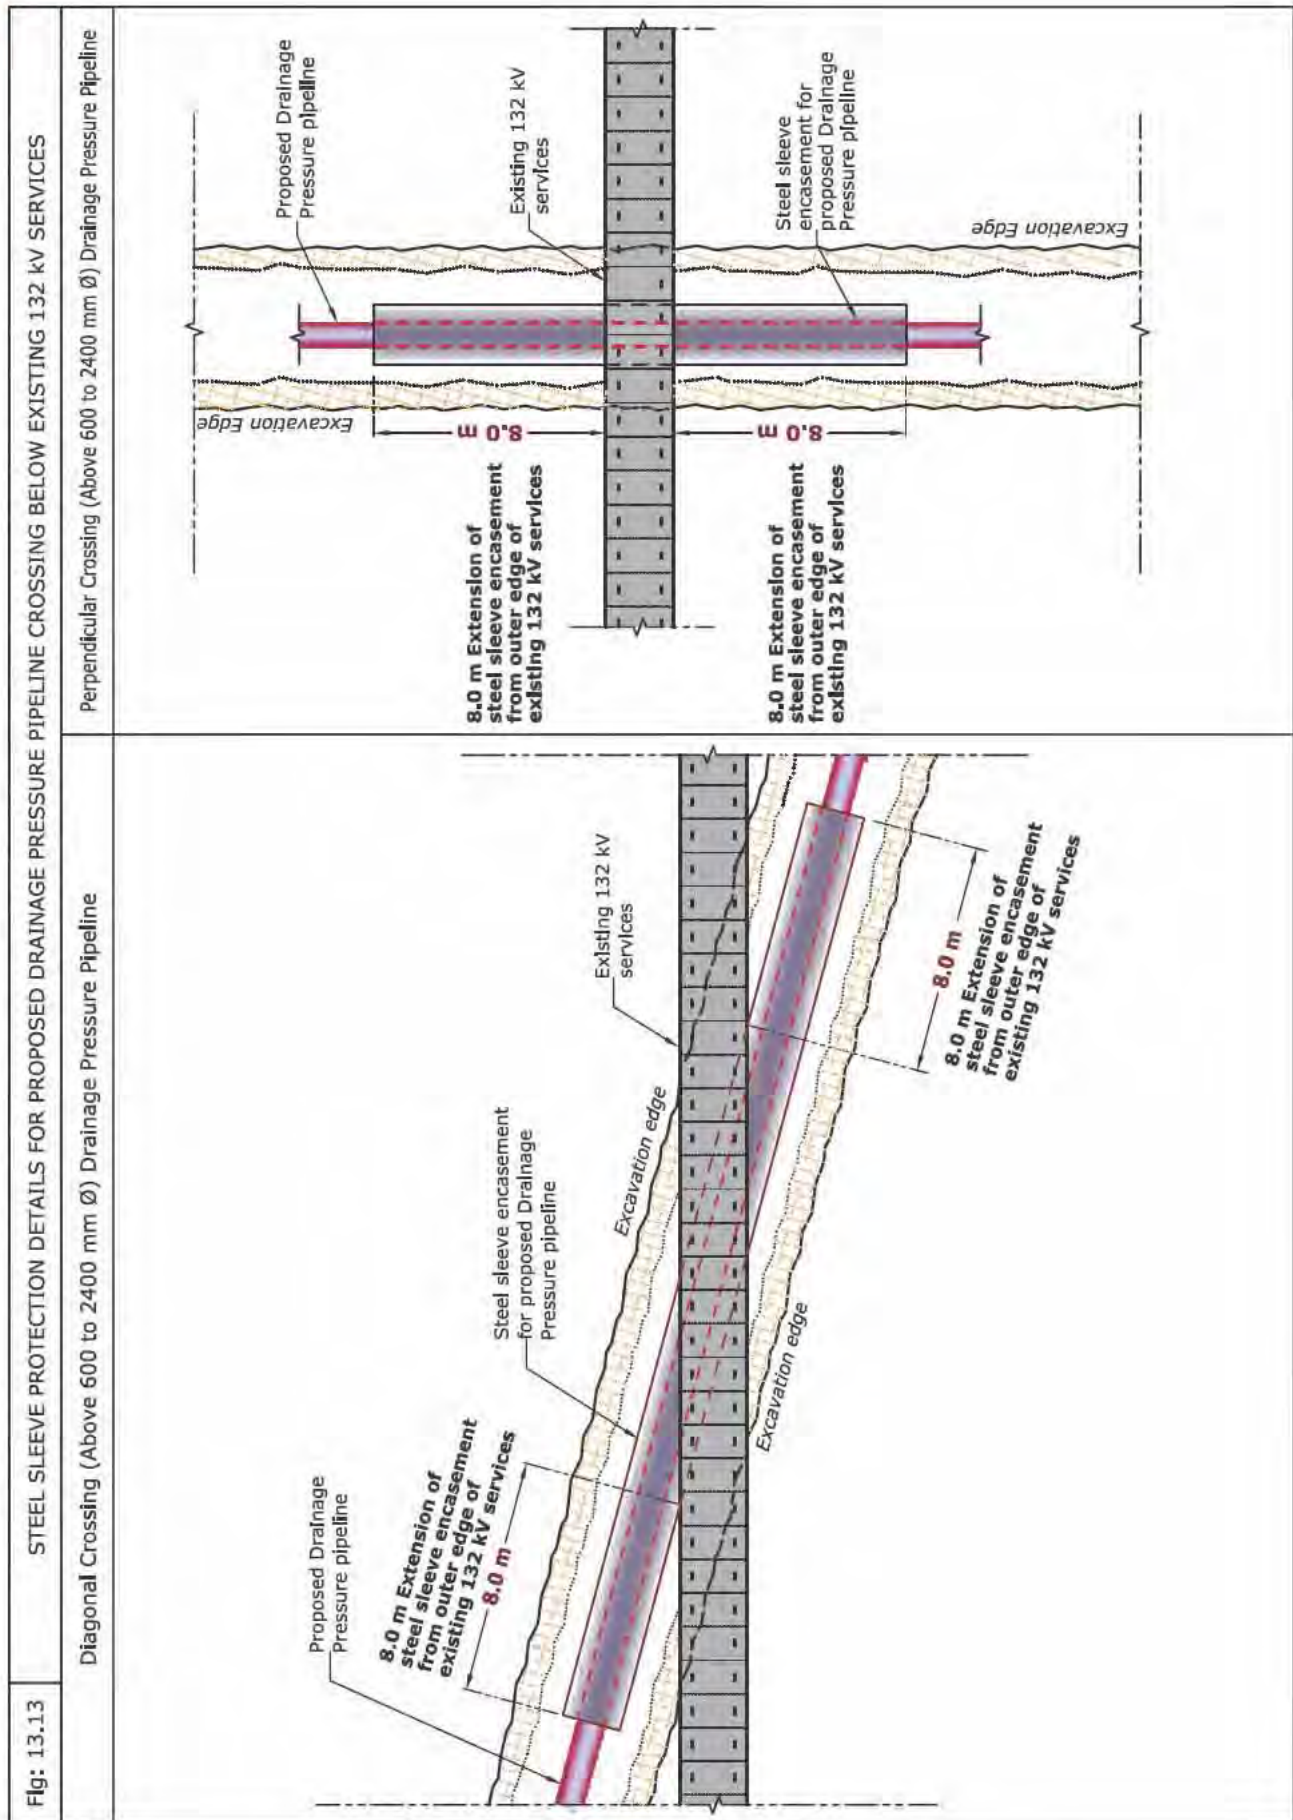 Fig: 13.13
STEEL SLEEVE PROTECTION DETAILS FOR PROPOSED DRAINAGE PRESSURE PIPELINE CROSSING BELOW EXISTING 132 kV SERVICES
Diagonal Crossing (Above 600 to 2400 mm Ø) Drainage Pressure Pipeline
Perpendicular Crossing (Above 600 to 2400 mm Ø) Drainage Pressure Pipeline
Proposed Drainage
Pressure pipeline
8.0 m Extension of
steel sleeve encasement
from outer edge of
existing 132 kV services
8.0 m
Steel sleeve encasement
for proposed Drainage
Pressure pipeline
Excavation edge
Existing 132 kV
services
Excavation edge
8.0 m
8.0 m Extension of
steel sleeve encasement
from outer edge of
existing 132 kV services
Proposed Drainage
Pressure pipeline
Excavation Edge
8.0 m
8.0 m Extension of
steel sleeve encasement
from outer edge of
existing 132 kV services
Existing 132 kV
services
8.0 m
8.0 m Extension of
steel sleeve encasement
from outer edge of
existing 132 kV services
Steel sleeve
encasement for
proposed Drainage
Pressure pipeline
Excavation Edge